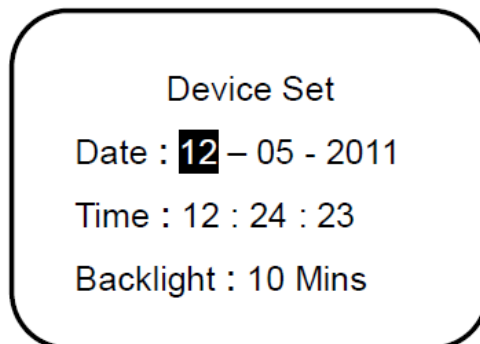 Device Set
Date : 12 – 05 - 2011
Time : 12 : 24 : 23
Backlight : 10 Mins